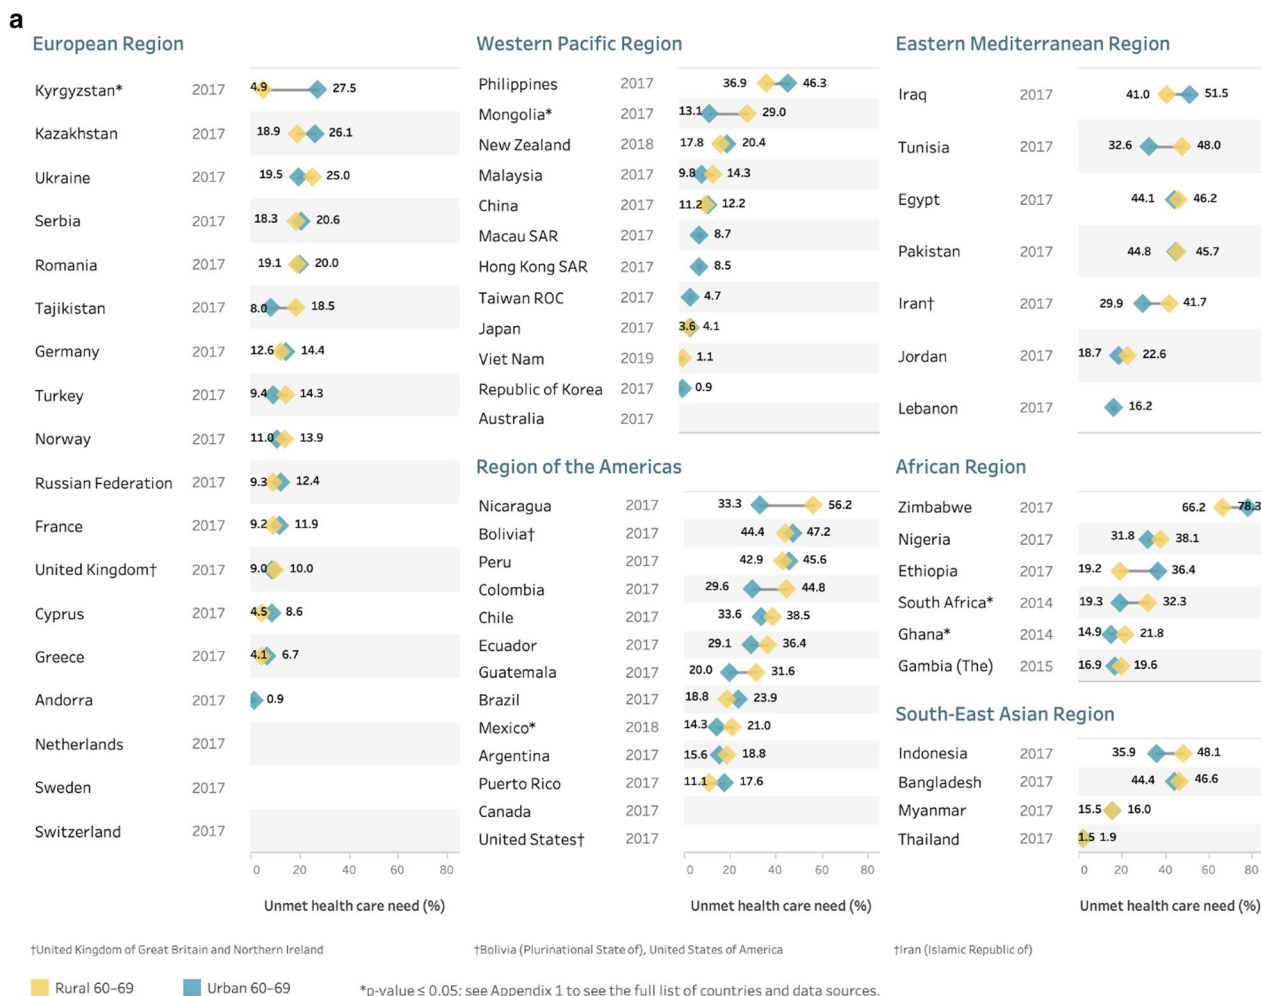 a
European Region
Kyrgyzstan* 2017 4.9 27.5
Kazakhstan 2017 18.9 26.1
Ukraine 2017 19.5 25.0
Serbia 2017 18.3 20.6
Romania 2017 19.1 20.0
Tajikistan 2017 8.0 18.5
Germany 2017 12.6 14.4
Turkey 2017 9.4 14.3
Norway 2017 11.0 13.9
Russian Federation 2017 9.3 12.4
France 2017 9.2 11.9
United Kingdom† 2017 9.0 10.0
Cyprus 2017 4.5 8.6
Greece 2017 4.1 6.7
Andorra 2017 0.9
Netherlands 2017
Sweden 2017
Switzerland 2017
0 20 40 60 80
Unmet health care need (%)
Western Pacific Region
Philippines 2017 36.9 46.3
Mongolia* 2017 13.1 29.0
New Zealand 2018 17.8 20.4
Malaysia 2017 9.8 14.3
China 2017 11.2 12.2
Macau SAR 2017 8.7
Hong Kong SAR 2017 8.5
Taiwan ROC 2017 4.7
Japan 2017 3.6 4.1
Viet Nam 2019 1.1
Republic of Korea 2017 0.9
Australia 2017
Region of the Americas
Nicaragua 2017 33.3 56.2
Bolivia† 2017 44.4 47.2
Peru 2017 42.9 45.6
Colombia 2017 29.6 44.8
Chile 2017 33.6 38.5
Ecuador 2017 29.1 36.4
Guatemala 2017 20.0 31.6
Brazil 2017 18.8 23.9
Mexico* 2018 14.3 21.0
Argentina 2017 15.6 18.8
Puerto Rico 2017 11.1 17.6
Canada 2017
United States† 2017
0 20 40 60 80
Unmet health care need (%)
Eastern Mediterranean Region
Iraq 2017 41.0 51.5
Tunisia 2017 32.6 48.0
Egypt 2017 44.1 46.2
Pakistan 2017 44.8 45.7
Iran† 2017 29.9 41.7
Jordan 2017 18.7 22.6
Lebanon 2017 16.2
African Region
Zimbabwe 2017 66.2 78.3
Nigeria 2017 31.8 38.1
Ethiopia 2017 19.2 36.4
South Africa* 2014 19.3 32.3
Ghana* 2014 14.9 21.8
Gambia (The) 2015 16.9 19.6
South-East Asian Region
Indonesia 2017 35.9 48.1
Bangladesh 2017 44.4 46.6
Myanmar 2017 15.5 16.0
Thailand 2017 1.5 1.9
0 20 40 60 80
Unmet health care need (%)
†United Kingdom of Great Britain and Northern Ireland
†Bolivia (Plurinational State of), United States of America
†Iran (Islamic Republic of)
Rural 60–69
Urban 60–69
*p-value ≤ 0.05; see Appendix 1 to see the full list of countries and data sources.